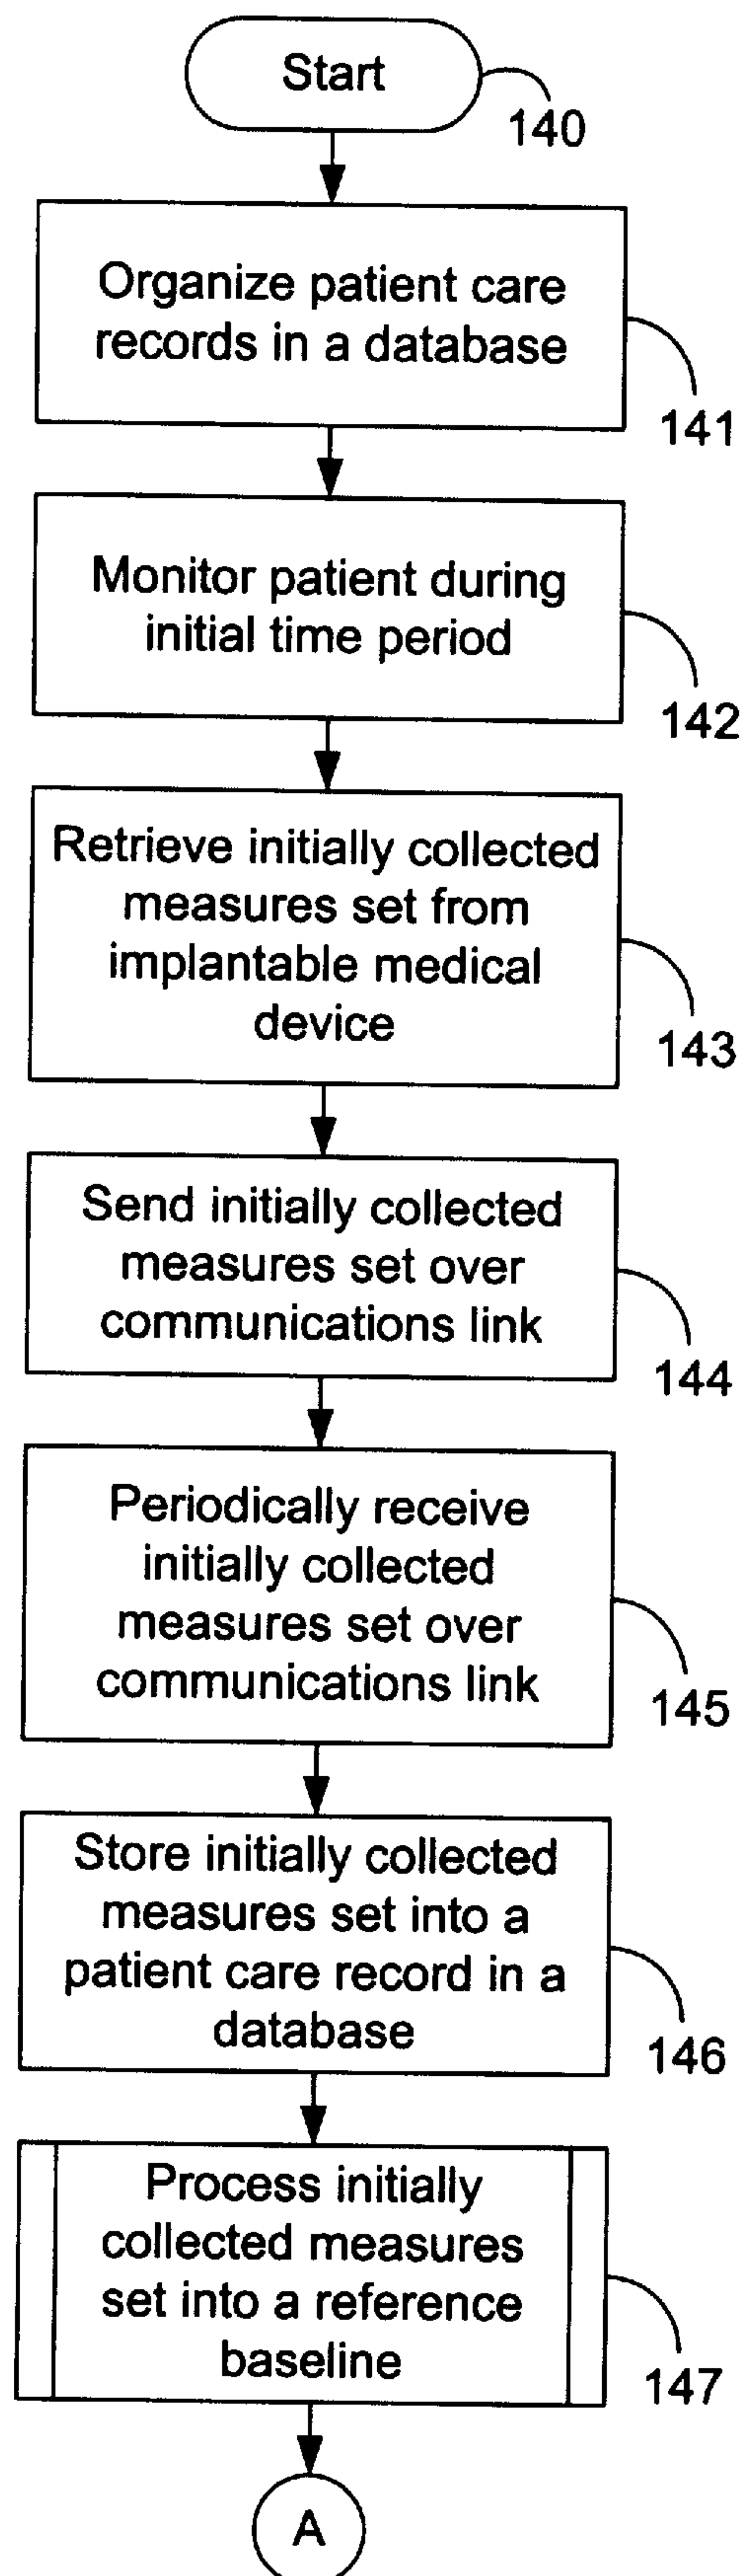 Start
140
Organize patient care
records in a database
141
Monitor patient during
initial time period
142
Retrieve initially collected
measures set from
implantable medical
device
143
Send initially collected
measures set over
communications link
144
Periodically receive
initially collected
measures set over
communications link
145
Store initially collected
measures set into a
patient care record in a
database
146
Process initially
collected measures
set into a reference
baseline
147
A